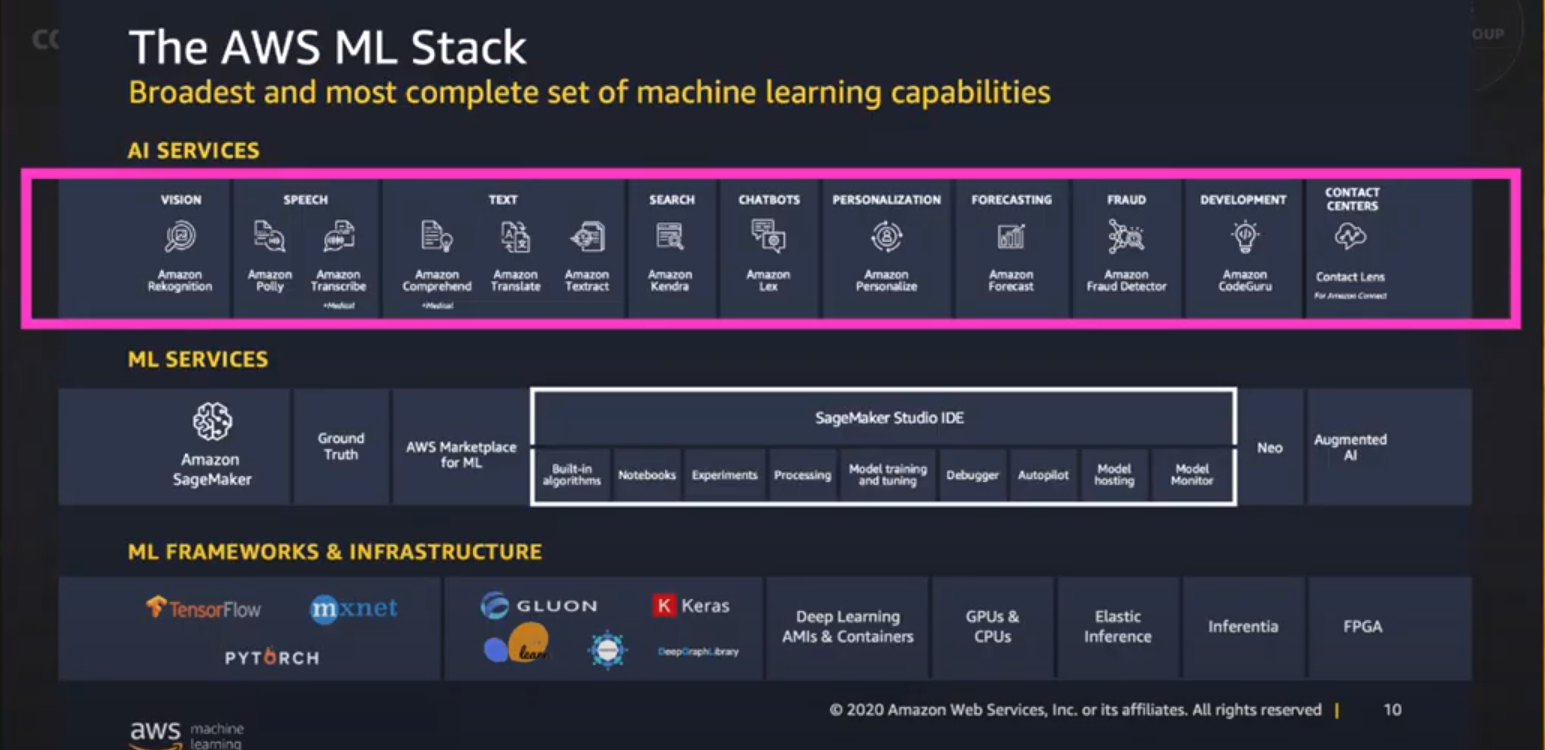 CO
OUP
The AWS ML Stack
Broadest and most complete set of machine learning capabilities
AI SERVICES
VISION
Amazon
Rekognition
SPEECH
Amazon
Polly
Amazon
Transcribe
+Medical
TEXT
Amazon
Comprehend
+Medical
Amazon
Translate
Amazon
Textract
SEARCH
Amazon
Kendra
CHATBOTS
Amazon
Lex
PERSONALIZATION
Amazon
Personalize
FORECASTING
Amazon
Forecast
FRAUD
Amazon
Fraud Detector
DEVELOPMENT
Amazon
CodeGuru
CONTACT
CENTERS
Contact Lens
For Amazon Connect
ML SERVICES
Amazon
SageMaker
Ground
Truth
AWS Marketplace
for ML
SageMaker Studio IDE
Built-in
algorithms
Notebooks
Experiments
Processing
Model training
and tuning
Debugger
Autopilot
Model
hosting
Model
Monitor
Neo
Augmented
AI
ML FRAMEWORKS & INFRASTRUCTURE
TensorFlow
mxnet
PYTORCH
GLUON
K Keras
learn
DeepGraphLibrary
Deep Learning
AMIs & Containers
GPUs &
CPUs
Elastic
Inference
Inferentia
FPGA
© 2020 Amazon Web Services, Inc. or its affiliates. All rights reserved | 10
aws machine
learning